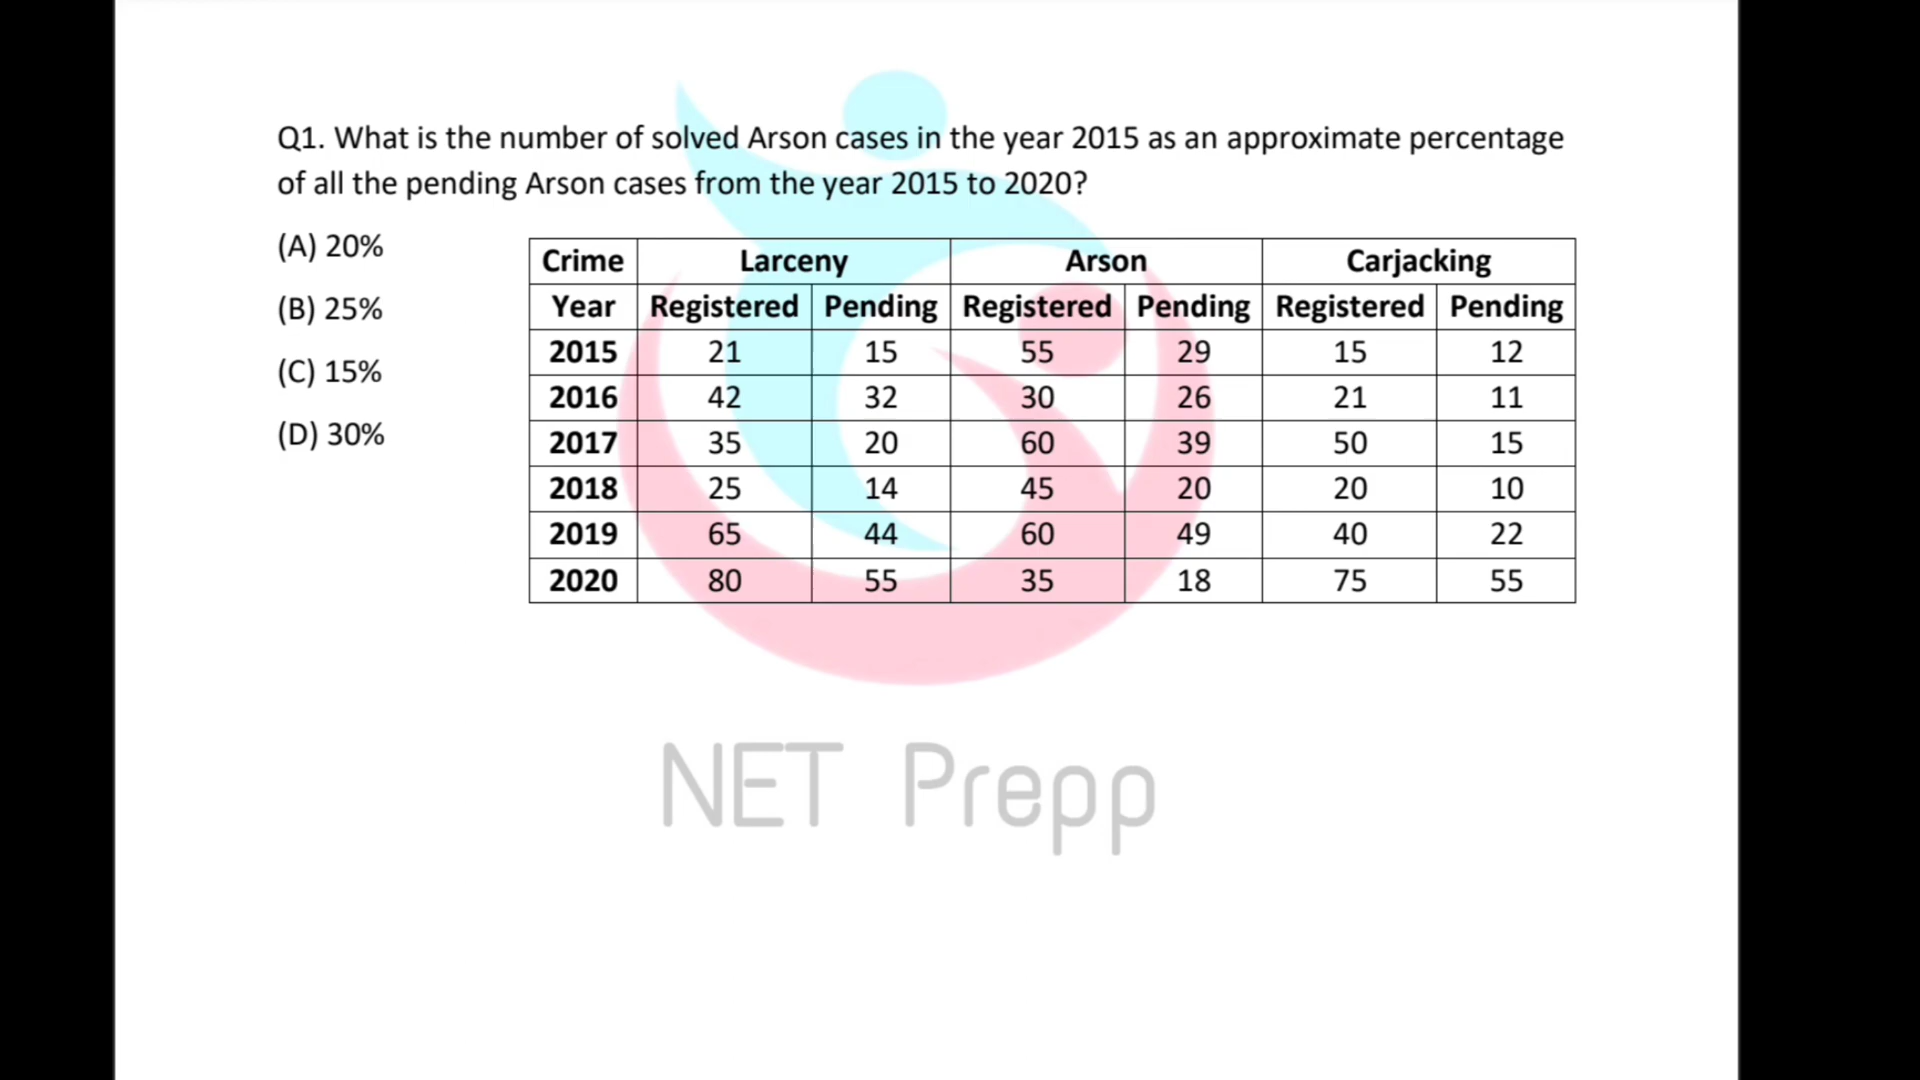 Q1. What is the number of solved Arson cases in the year 2015 as an approximate percentage
of all the pending Arson cases from the year 2015 to 2020?
(A) 20%
(B) 25%
(C) 15%
(D) 30%
Crime Larceny Arson Carjacking
Year Registered Pending Registered Pending Registered Pending
2015 21 15 55 29 15 12
2016 42 32 30 26 21 11
2017 35 20 60 39 50 15
2018 25 14 45 20 20 10
2019 65 44 60 49 40 22
2020 80 55 35 18 75 55
NET Prepp